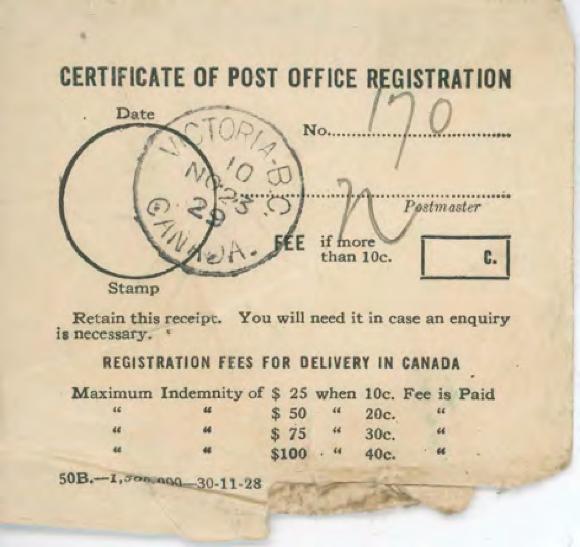 CERTIFICATE OF POST OFFICE REGISTRATION
Date
No. 170
VICTORIA-B.C.
10
NO 23
29
CANADA.
Postmaster
FEE if more than 10c.
C.
Stamp
Retain this receipt. You will need it in case an enquiry
is necessary.
REGISTRATION FEES FOR DELIVERY IN CANADA
Maximum Indemnity of $ 25 when 10c. Fee is Paid
“ “ $ 50 “ 20c. “
“ “ $ 75 “ 30c. “
“ “ $100 “ 40c. “
50B.—1, —30-11-28